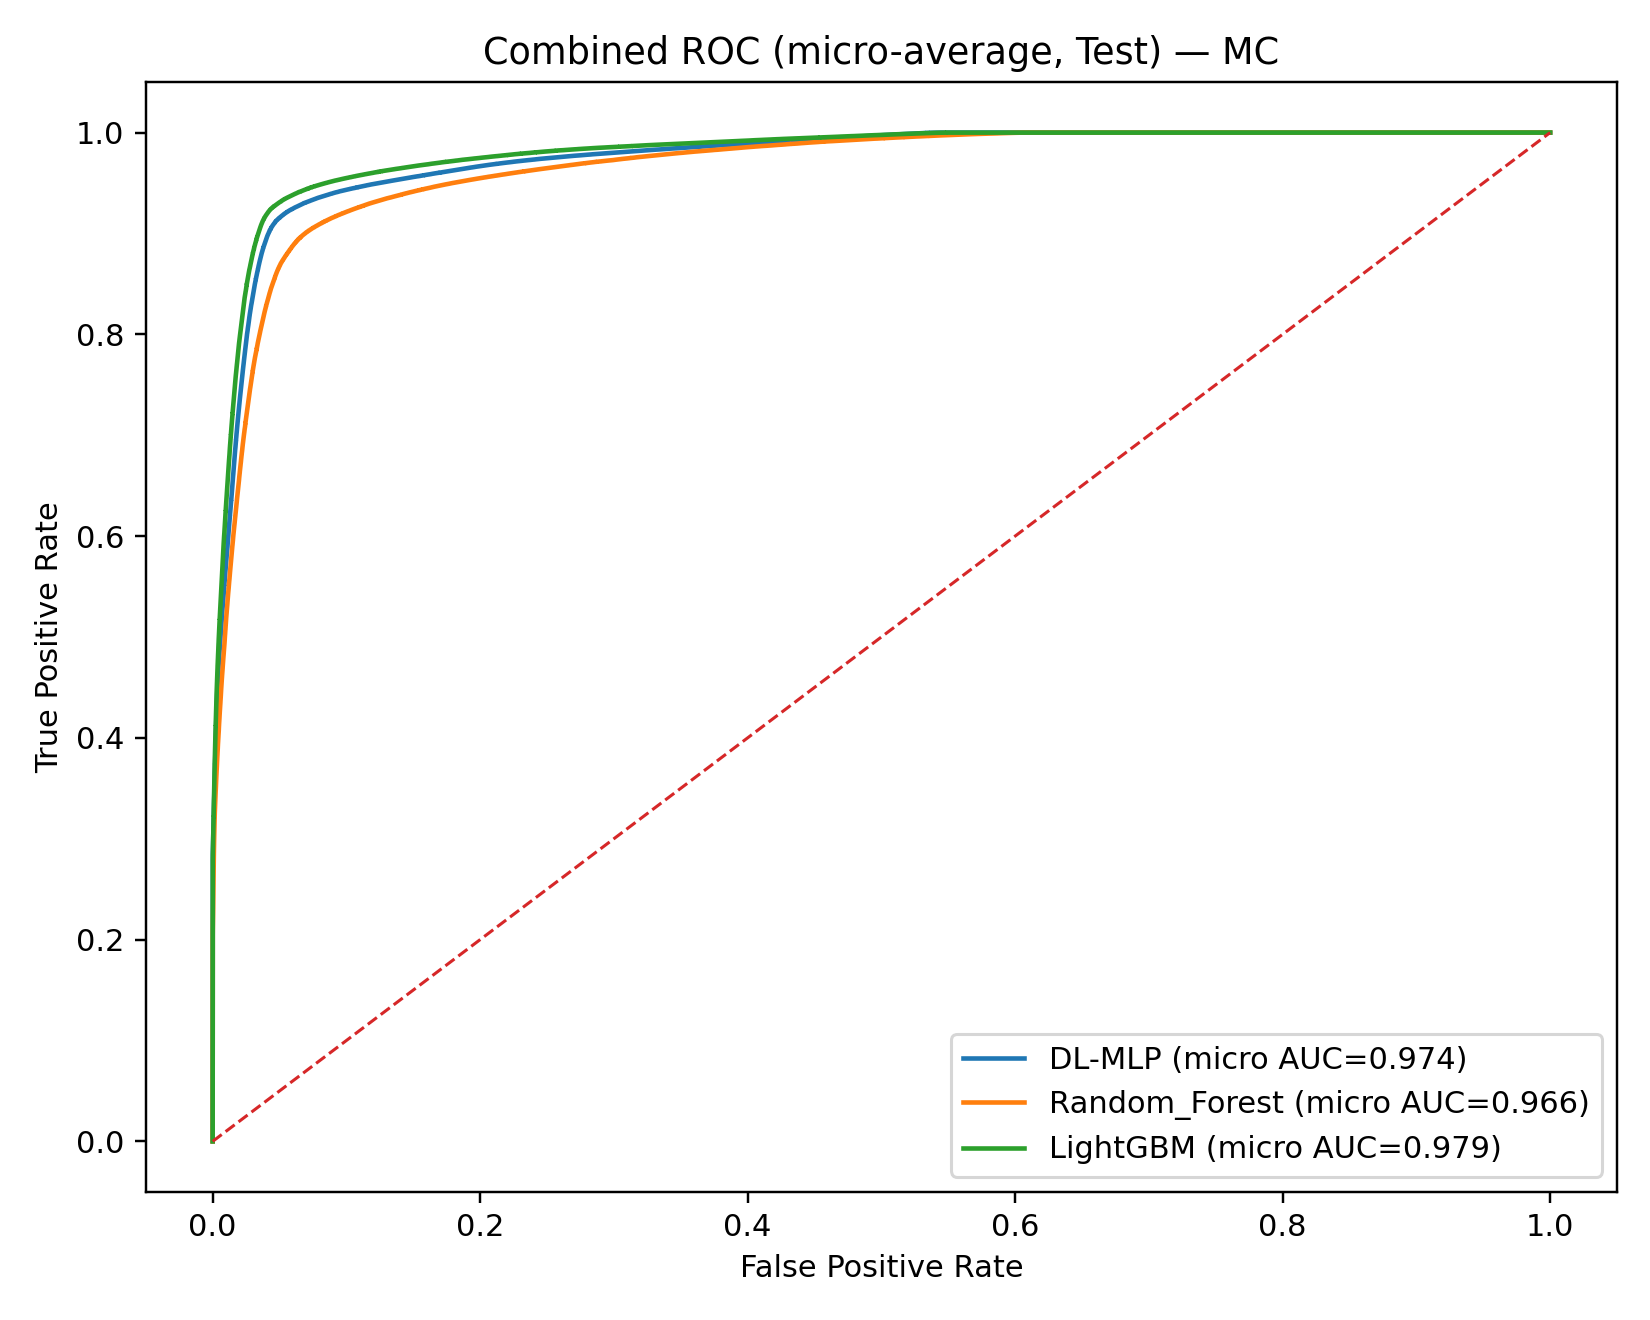 Combined ROC (micro-average, Test) — MC
True Positive Rate
1.0
0.8
0.6
0.4
0.2
0.0
DL-MLP (micro AUC=0.974)
Random_Forest (micro AUC=0.966)
LightGBM (micro AUC=0.979)
0.0 0.2 0.4 0.6 0.8 1.0
False Positive Rate